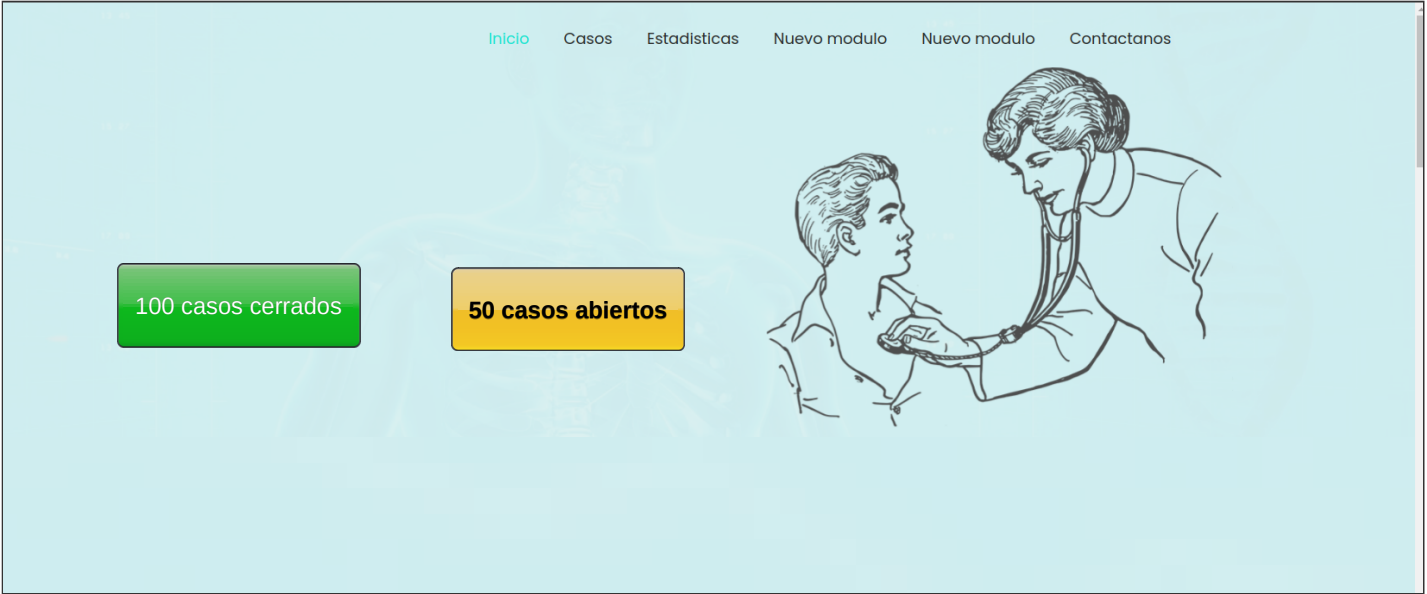 Inicio Casos Estadisticas Nuevo modulo Nuevo modulo Contactanos
100 casos cerrados
50 casos abiertos